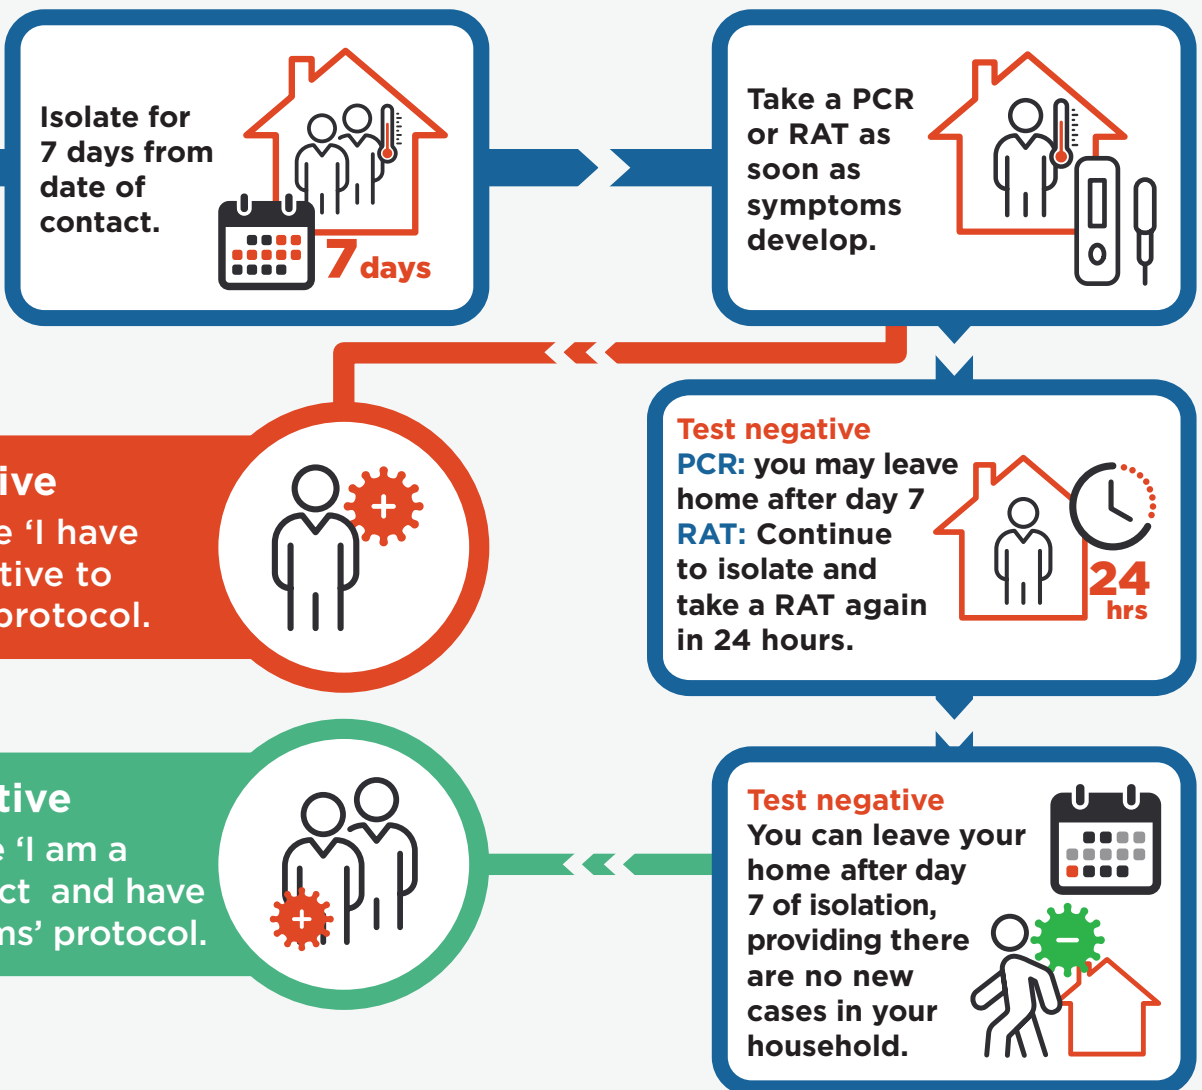 Isolate for
7 days from
date of
contact.
7 days
Take a PCR
or RAT as
soon as
symptoms
develop.
ive
e ‘I have
tive to
protocol.
Test negative
PCR: you may leave
home after day 7
RAT: Continue
to isolate and
take a RAT again
in 24 hours.
24
hrs
tive
e ‘I am a
ct and have
ms’ protocol.
Test negative
You can leave your
home after day
7 of isolation,
providing there
are no new
cases in your
household.